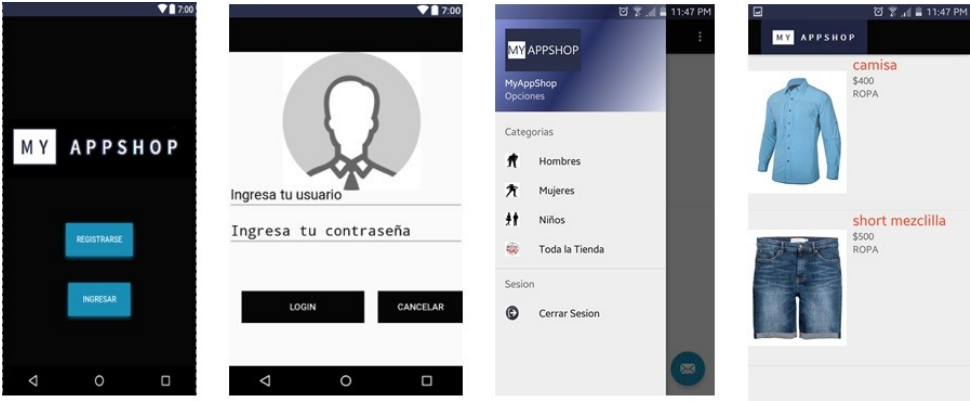 7:00
MY APPSHOP
REGISTRARSE
INGRESAR
7:00
Ingresa tu usuario
Ingresa tu contraseña
LOGIN
CANCELAR
11:47 PM
MY APPSHOP
MyAppShop
Opciones
Categorias
Hombres
Mujeres
Niños
Toda la Tienda
Sesion
Cerrar Sesion
11:47 PM
MY APPSHOP
camisa
$400
ROPA
short mezclilla
$500
ROPA